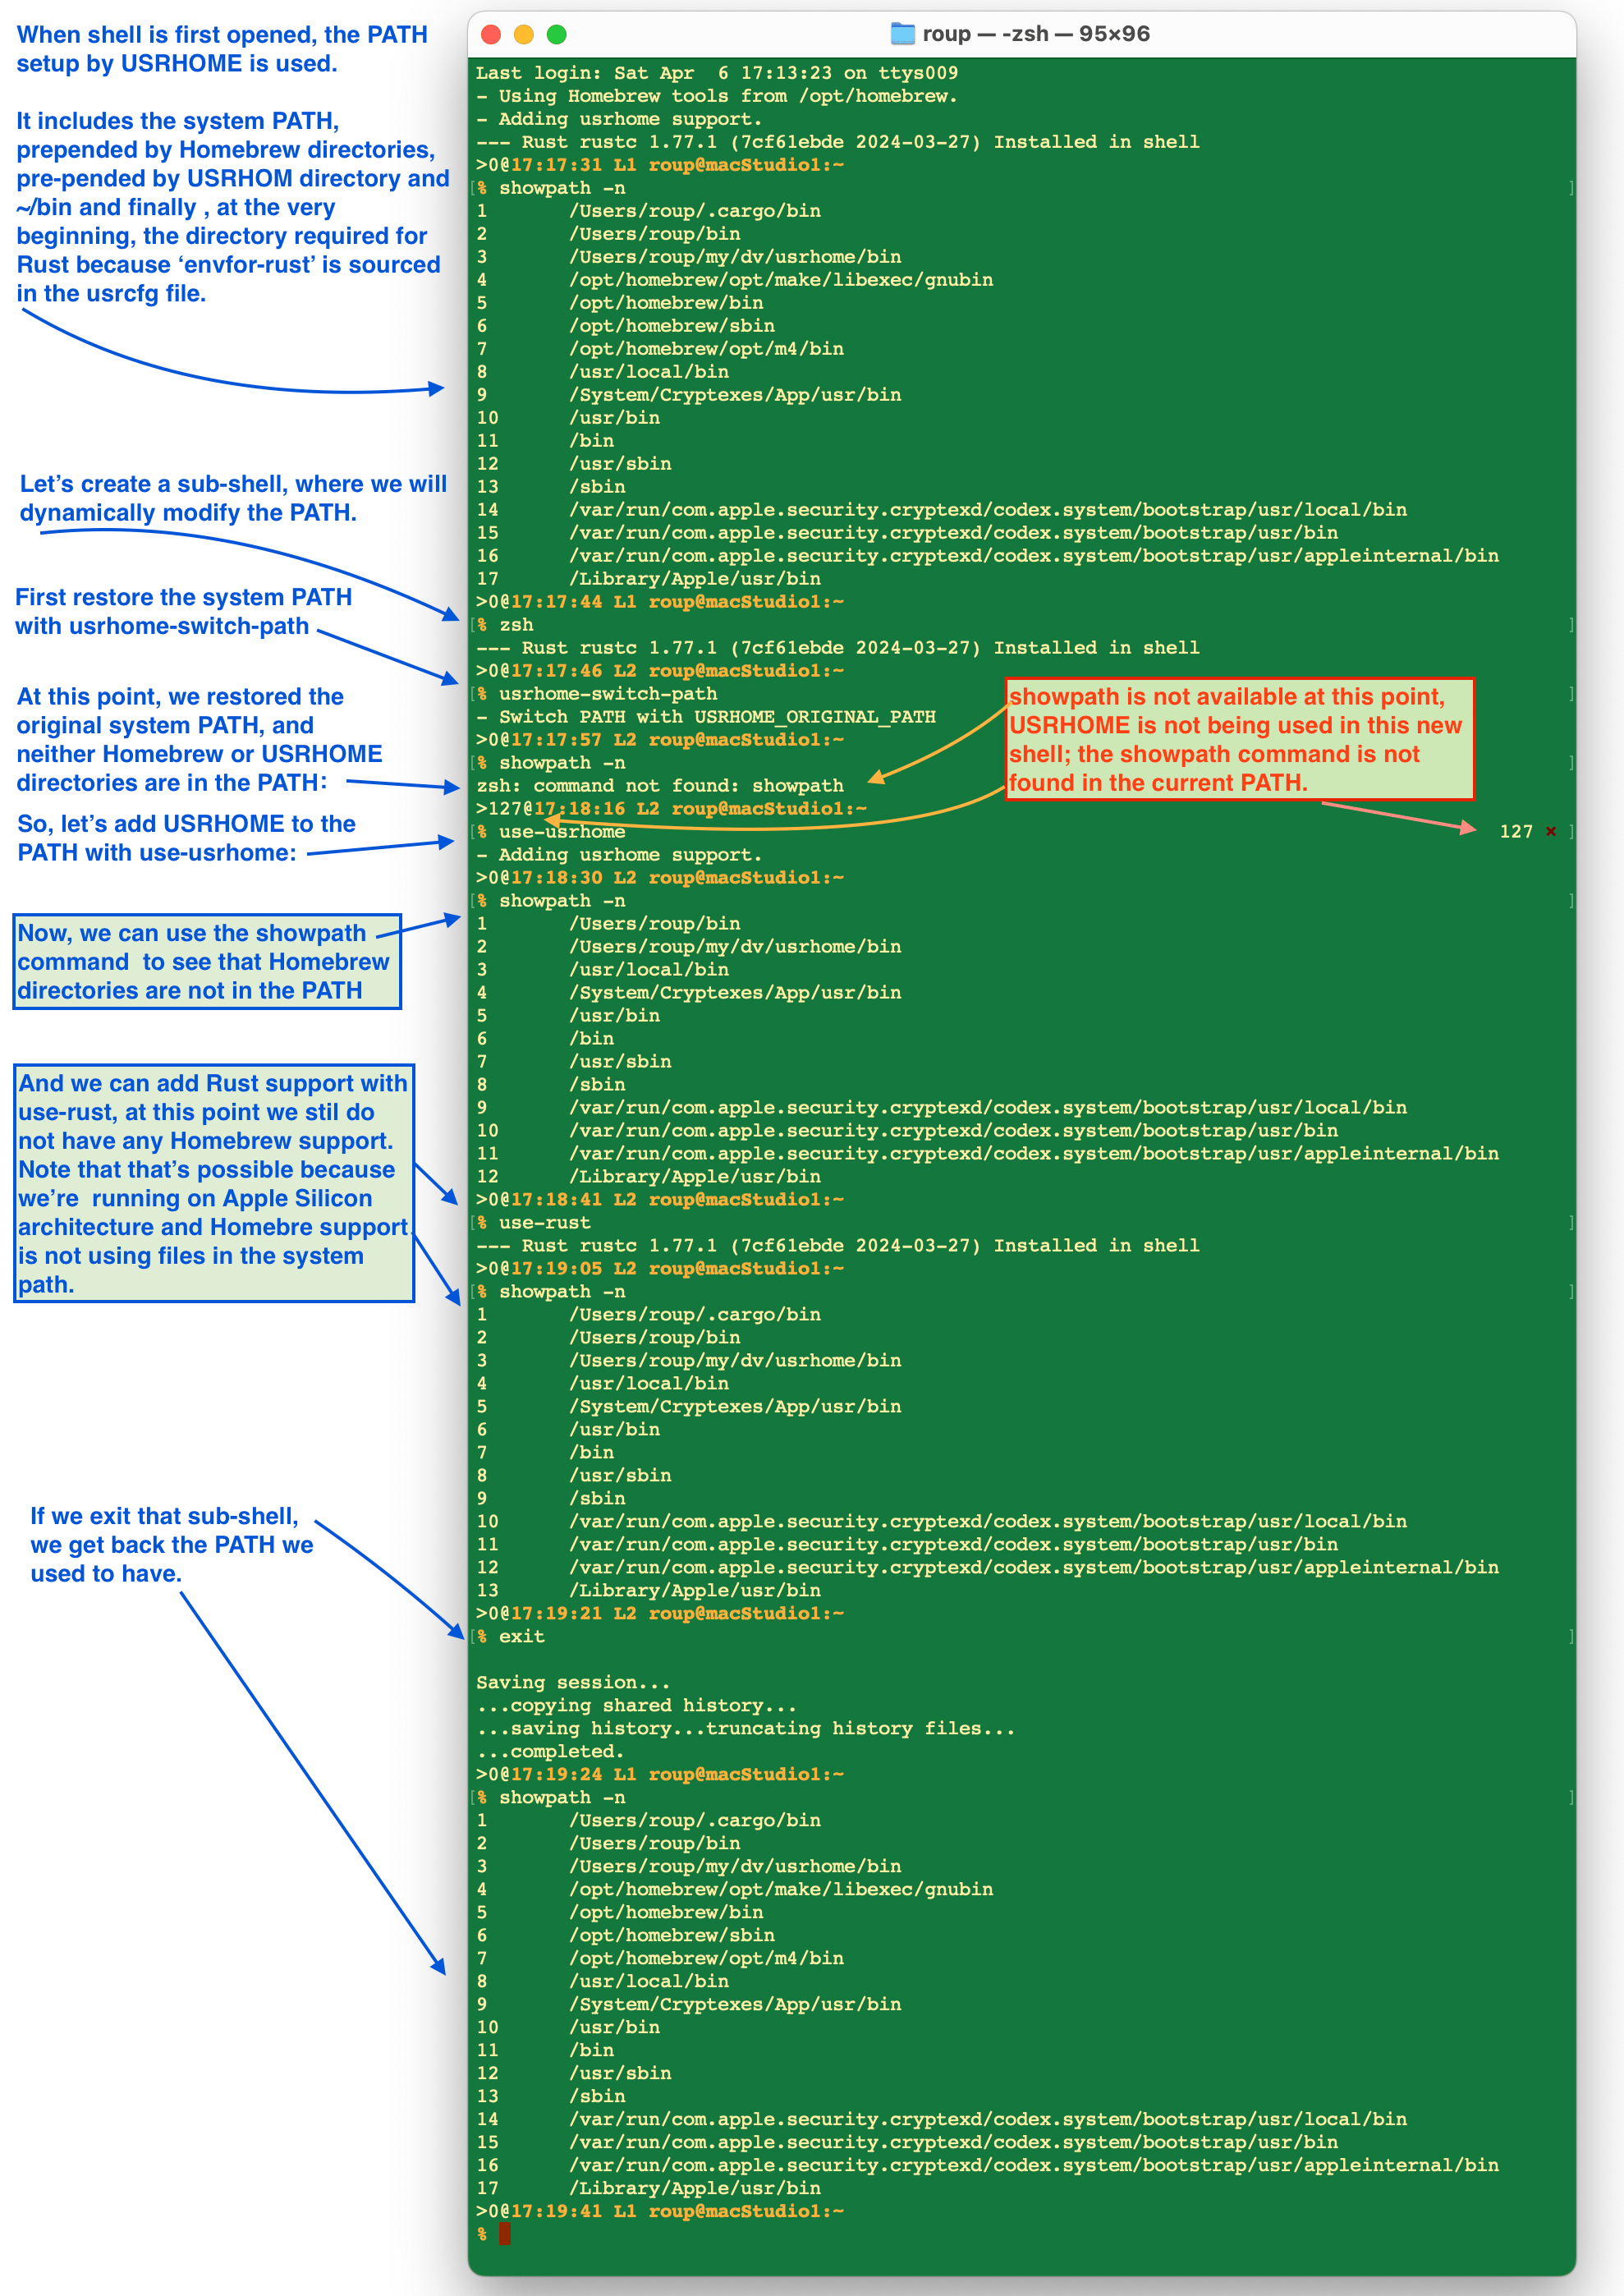 When shell is first opened, the PATH
setup by USRHOME is used.
It includes the system PATH,
prepended by Homebrew directories,
pre-pended by USRHOM directory and
~/bin and finally , at the very
beginning, the directory required for
Rust because ‘envfor-rust’ is sourced
in the usrcfg file.
Let’s create a sub-shell, where we will
dynamically modify the PATH.
First restore the system PATH
with usrhome-switch-path
At this point, we restored the
original system PATH, and
neither Homebrew or USRHOME
directories are in the PATH:
So, let’s add USRHOME to the
PATH with use-usrhome:
Now, we can use the showpath
command  to see that Homebrew
directories are not in the PATH
And we can add Rust support with
use-rust, at this point we stil do
not have any Homebrew support.
Note that that’s possible because
we’re  running on Apple Silicon
architecture and Homebre support
is not using files in the system
path.
If we exit that sub-shell,
we get back the PATH we
used to have.
roup — -zsh — 95×96
Last login: Sat Apr  6 17:13:23 on ttys009
- Using Homebrew tools from /opt/homebrew.
- Adding usrhome support.
--- Rust rustc 1.77.1 (7cf61ebde 2024-03-27) Installed in shell
>0@17:17:31 L1 roup@macStudio1:~
[% showpath -n ]
1 /Users/roup/.cargo/bin
2 /Users/roup/bin
3 /Users/roup/my/dv/usrhome/bin
4 /opt/homebrew/opt/make/libexec/gnubin
5 /opt/homebrew/bin
6 /opt/homebrew/sbin
7 /opt/homebrew/opt/m4/bin
8 /usr/local/bin
9 /System/Cryptexes/App/usr/bin
10 /usr/bin
11 /bin
12 /usr/sbin
13 /sbin
14 /var/run/com.apple.security.cryptexd/codex.system/bootstrap/usr/local/bin
15 /var/run/com.apple.security.cryptexd/codex.system/bootstrap/usr/bin
16 /var/run/com.apple.security.cryptexd/codex.system/bootstrap/usr/appleinternal/bin
17 /Library/Apple/usr/bin
>0@17:17:44 L1 roup@macStudio1:~
[% zsh ]
--- Rust rustc 1.77.1 (7cf61ebde 2024-03-27) Installed in shell
>0@17:17:46 L2 roup@macStudio1:~
[% usrhome-switch-path ]
- Switch PATH with USRHOME_ORIGINAL_PATH
>0@17:17:57 L2 roup@macStudio1:~
[% showpath -n ]
zsh: command not found: showpath
>127@17:18:16 L2 roup@macStudio1:~
[% use-usrhome 127 × ]
showpath is not available at this point,
USRHOME is not being used in this new
shell; the showpath command is not
found in the current PATH.
- Adding usrhome support.
>0@17:18:30 L2 roup@macStudio1:~
[% showpath -n ]
1 /Users/roup/bin
2 /Users/roup/my/dv/usrhome/bin
3 /usr/local/bin
4 /System/Cryptexes/App/usr/bin
5 /usr/bin
6 /bin
7 /usr/sbin
8 /sbin
9 /var/run/com.apple.security.cryptexd/codex.system/bootstrap/usr/local/bin
10 /var/run/com.apple.security.cryptexd/codex.system/bootstrap/usr/bin
11 /var/run/com.apple.security.cryptexd/codex.system/bootstrap/usr/appleinternal/bin
12 /Library/Apple/usr/bin
>0@17:18:41 L2 roup@macStudio1:~
[% use-rust ]
--- Rust rustc 1.77.1 (7cf61ebde 2024-03-27) Installed in shell
>0@17:19:05 L2 roup@macStudio1:~
[% showpath -n ]
1 /Users/roup/.cargo/bin
2 /Users/roup/bin
3 /Users/roup/my/dv/usrhome/bin
4 /usr/local/bin
5 /System/Cryptexes/App/usr/bin
6 /usr/bin
7 /bin
8 /usr/sbin
9 /sbin
10 /var/run/com.apple.security.cryptexd/codex.system/bootstrap/usr/local/bin
11 /var/run/com.apple.security.cryptexd/codex.system/bootstrap/usr/bin
12 /var/run/com.apple.security.cryptexd/codex.system/bootstrap/usr/appleinternal/bin
13 /Library/Apple/usr/bin
>0@17:19:21 L2 roup@macStudio1:~
[% exit ]
Saving session...
...copying shared history...
...saving history...truncating history files...
...completed.
>0@17:19:24 L1 roup@macStudio1:~
[% showpath -n ]
1 /Users/roup/.cargo/bin
2 /Users/roup/bin
3 /Users/roup/my/dv/usrhome/bin
4 /opt/homebrew/opt/make/libexec/gnubin
5 /opt/homebrew/bin
6 /opt/homebrew/sbin
7 /opt/homebrew/opt/m4/bin
8 /usr/local/bin
9 /System/Cryptexes/App/usr/bin
10 /usr/bin
11 /bin
12 /usr/sbin
13 /sbin
14 /var/run/com.apple.security.cryptexd/codex.system/bootstrap/usr/local/bin
15 /var/run/com.apple.security.cryptexd/codex.system/bootstrap/usr/bin
16 /var/run/com.apple.security.cryptexd/codex.system/bootstrap/usr/appleinternal/bin
17 /Library/Apple/usr/bin
>0@17:19:41 L1 roup@macStudio1:~
%